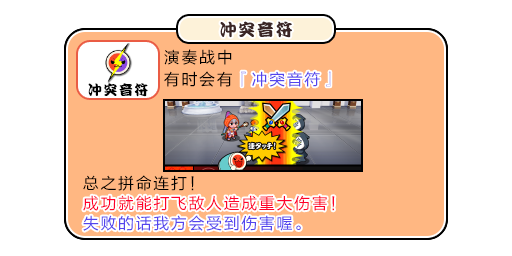 冲突音符
冲突音符
演奏战中
有时会有『冲突音符』
連タッチ!
总之拼命连打!
成功就能打飞敌人造成重大伤害!
失败的话我方会受到伤害喔。